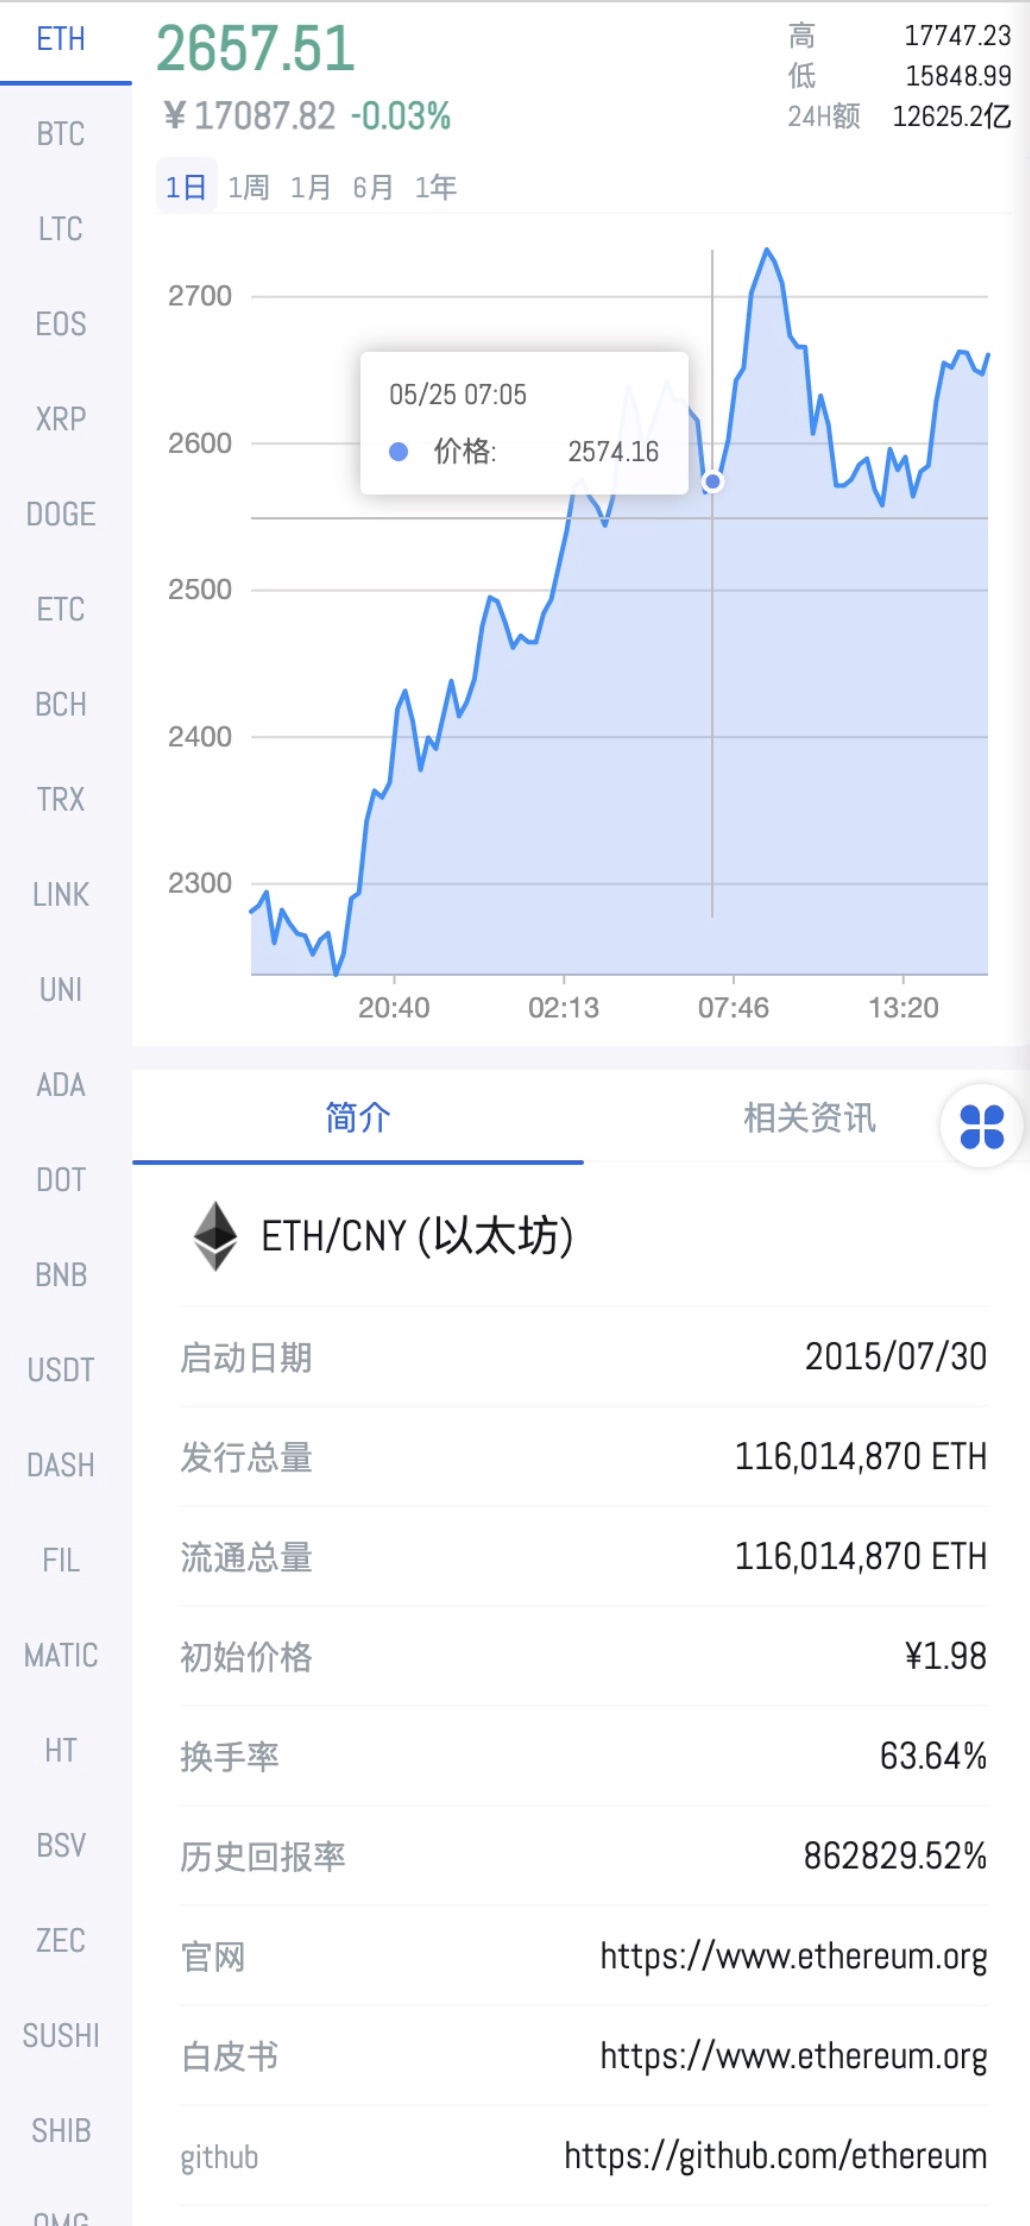 ETH
BTC
LTC
EOS
XRP
DOGE
ETC
BCH
TRX
LINK
UNI
ADA
DOT
BNB
USDT
DASH
FIL
MATIC
HT
BSV
ZEC
SUSHI
SHIB
OMG
2657.51
¥ 17087.82 -0.03%
高 17747.23
低 15848.99
24H额 12625.2亿
1日 1周 1月 6月 1年
2700
2600
2500
2400
2300
05/25 07:05
价格: 2574.16
20:40 02:13 07:46 13:20
简介 相关资讯
ETH/CNY (以太坊)
启动日期 2015/07/30
发行总量 116,014,870 ETH
流通总量 116,014,870 ETH
初始价格 ¥1.98
换手率 63.64%
历史回报率 862829.52%
官网 https://www.ethereum.org
白皮书 https://www.ethereum.org
github https://github.com/ethereum